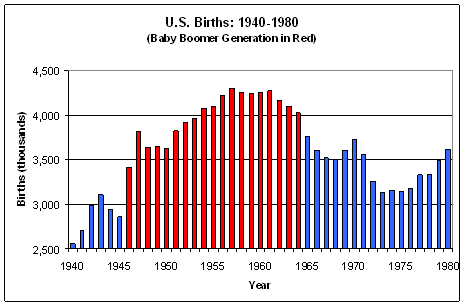 U.S. Births: 1940-1980
(Baby Boomer Generation in Red)
4,500
4,000
3,500
3,000
2,500
Births (thousands)
1940 1945 1950 1955 1960 1965 1970 1975 1980
Year